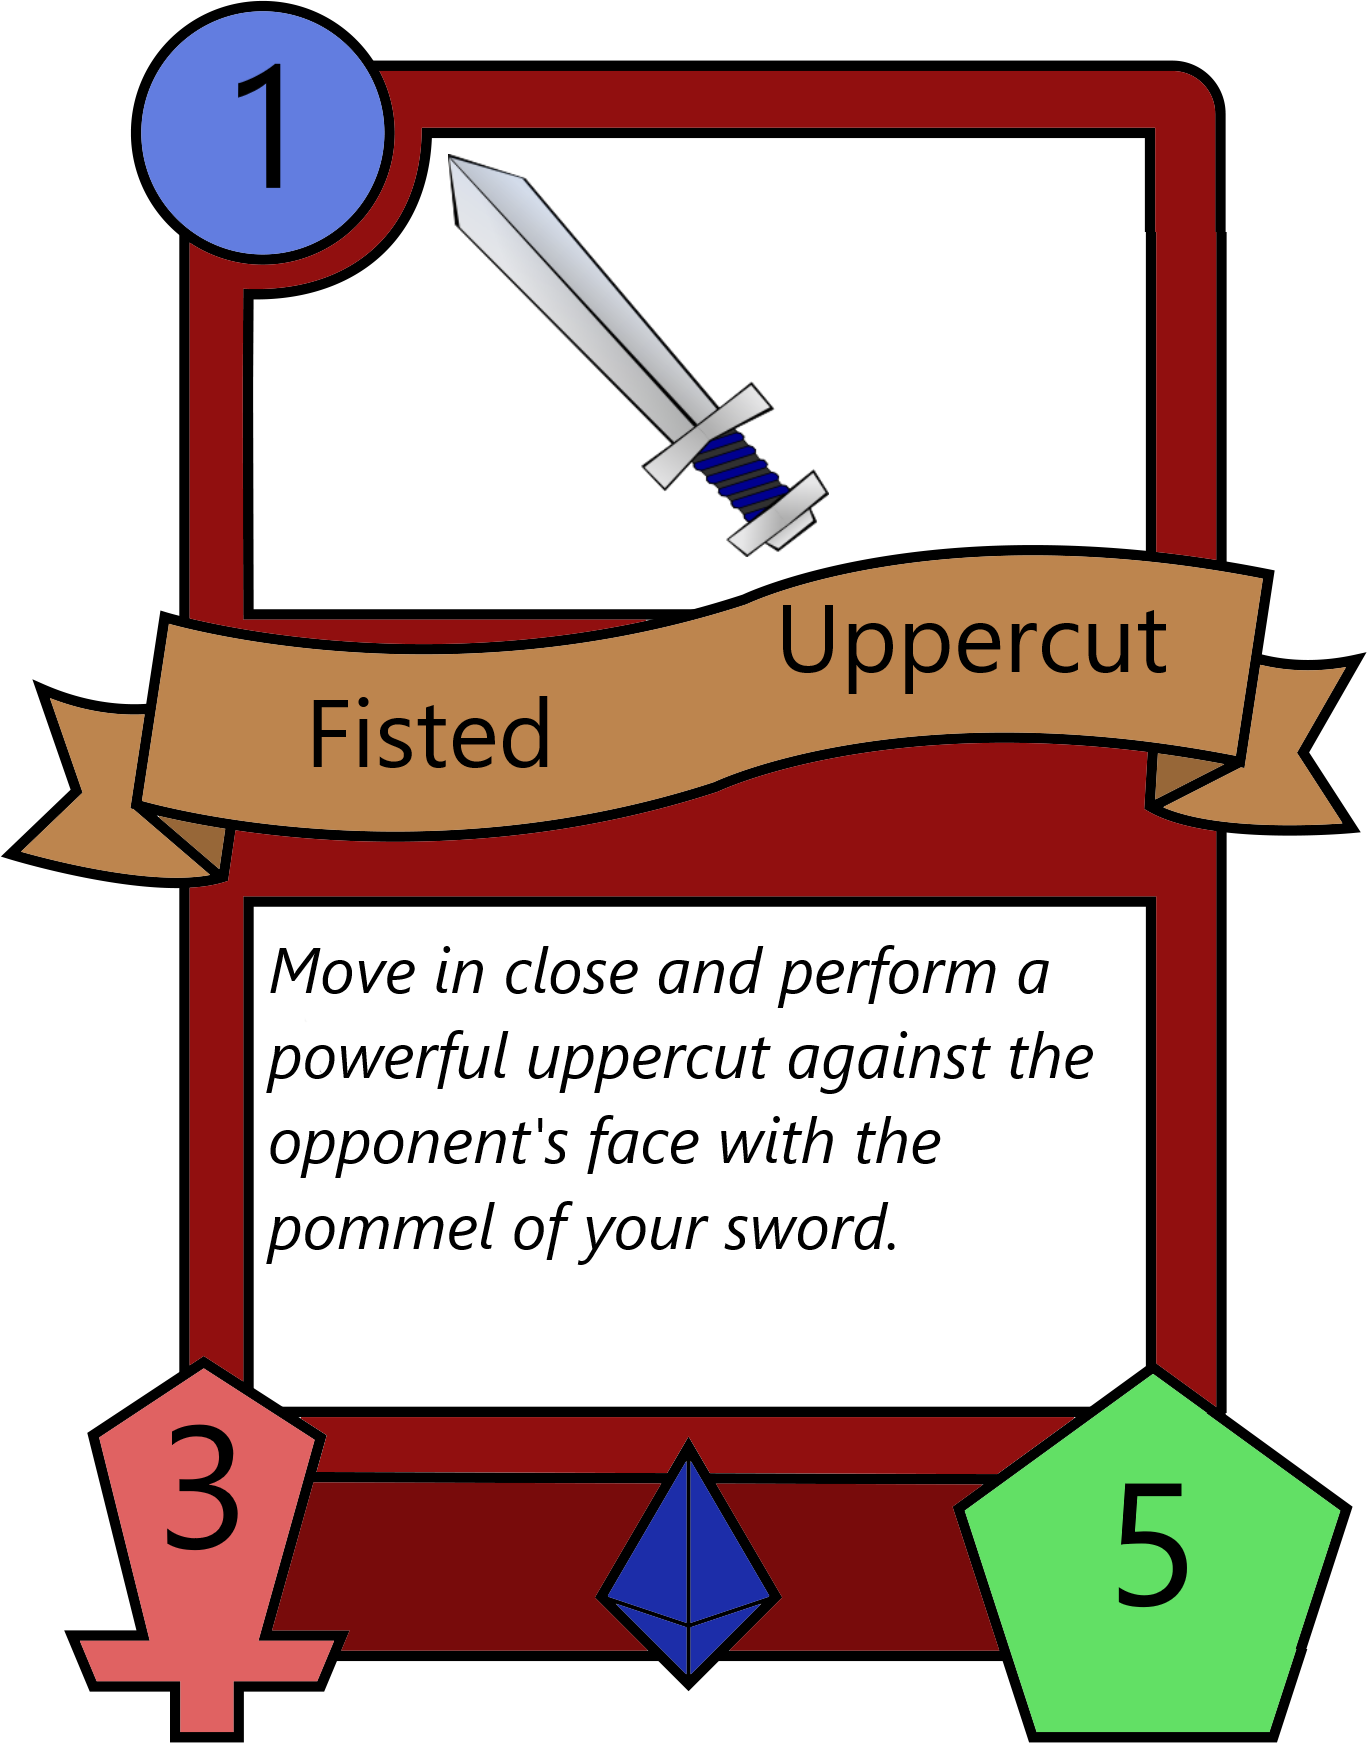 1
Fisted Uppercut
Move in close and perform a
powerful uppercut against the
opponent's face with the
pommel of your sword.
3
5